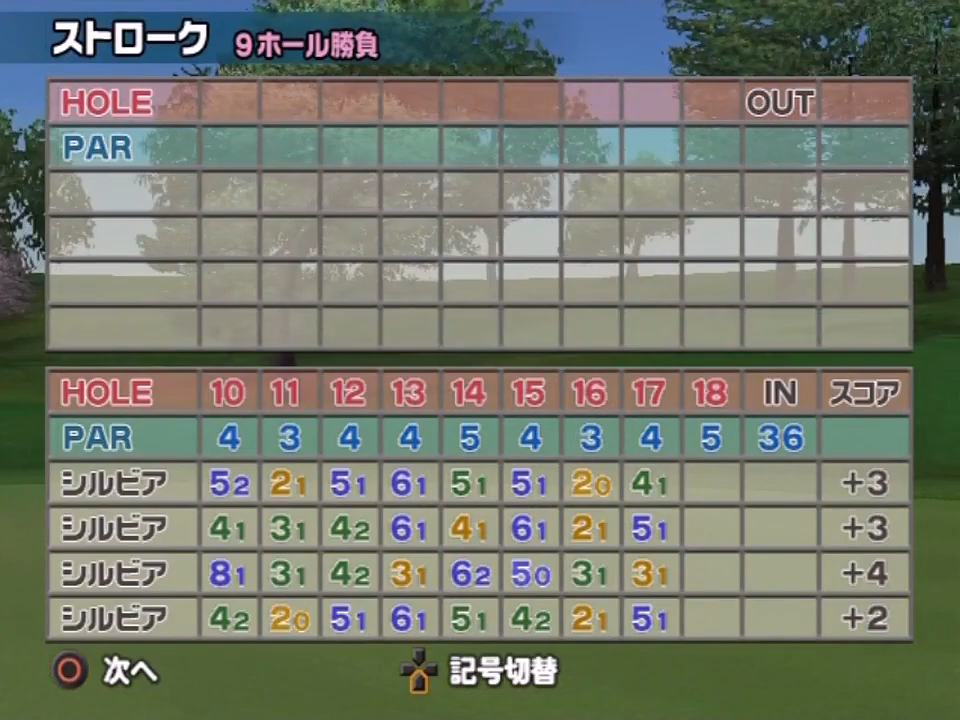 ストローク 9ホール勝負
HOLE OUT
PAR
HOLE 10 11 12 13 14 15 16 17 18 IN スコア
PAR 4 3 4 4 5 4 3 4 5 36
シルビア 52 21 51 61 51 51 20 41 +3
シルビア 41 31 42 61 41 61 21 51 +3
シルビア 81 31 42 31 62 50 31 31 +4
シルビア 42 20 51 61 51 42 21 51 +2
次へ 記号切替